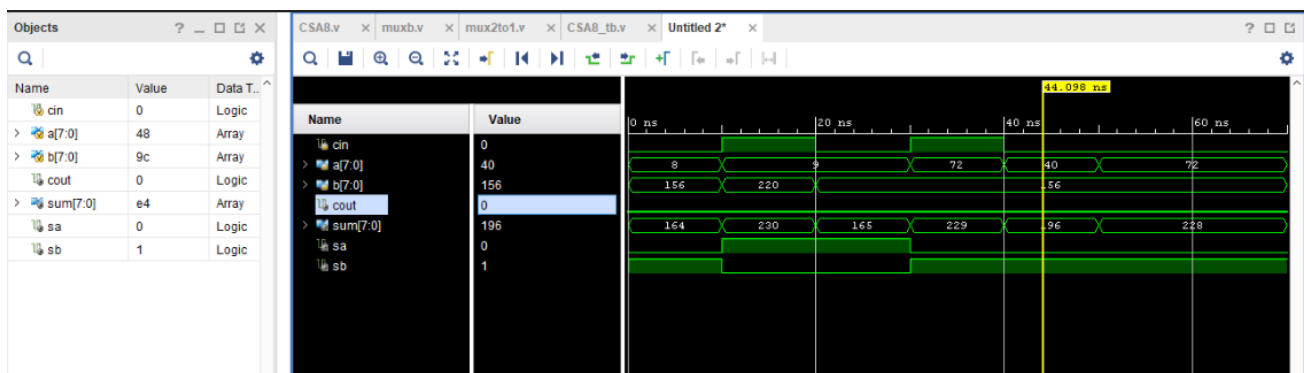 Objects
Name Value Data T..
cin 0 Logic
a[7:0] 48 Array
b[7:0] 9c Array
cout 0 Logic
sum[7:0] e4 Array
sa 0 Logic
sb 1 Logic
CSA8.v muxb.v mux2to1.v CSA8_tb.v Untitled 2*
44.098 ns
Name Value
0 ns 20 ns 40 ns 60 ns
cin 0
a[7:0] 40 8 9 72 40 72
b[7:0] 156 156 220 156
cout 0
sum[7:0] 196 164 230 165 229 196 228
sa 0
sb 1